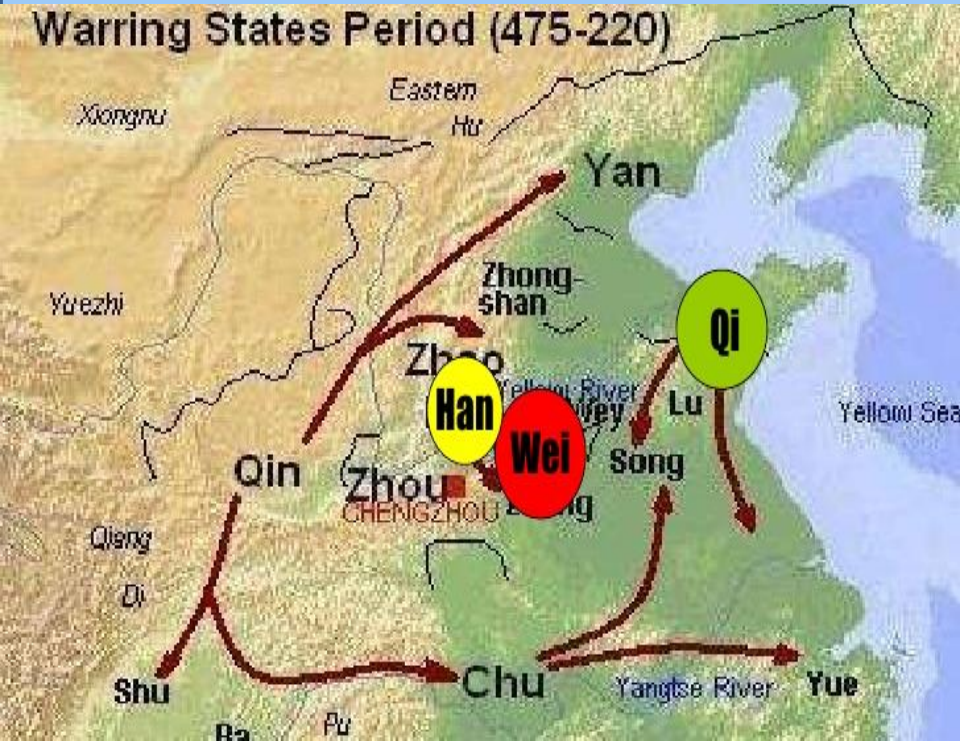 Warring States Period (475-220)
Eastern
Xiongnu
Hu
Yan
Zhong-
shan
Yuezhi
Qi
Zhao
Yellow River
Han
Lu
Yellow Sea
Wei
Song
Qin
Zhou
CHENGZHOU
Qiang
Di
Chu
Shu
Yangtse River
Yue
Pu
Ba